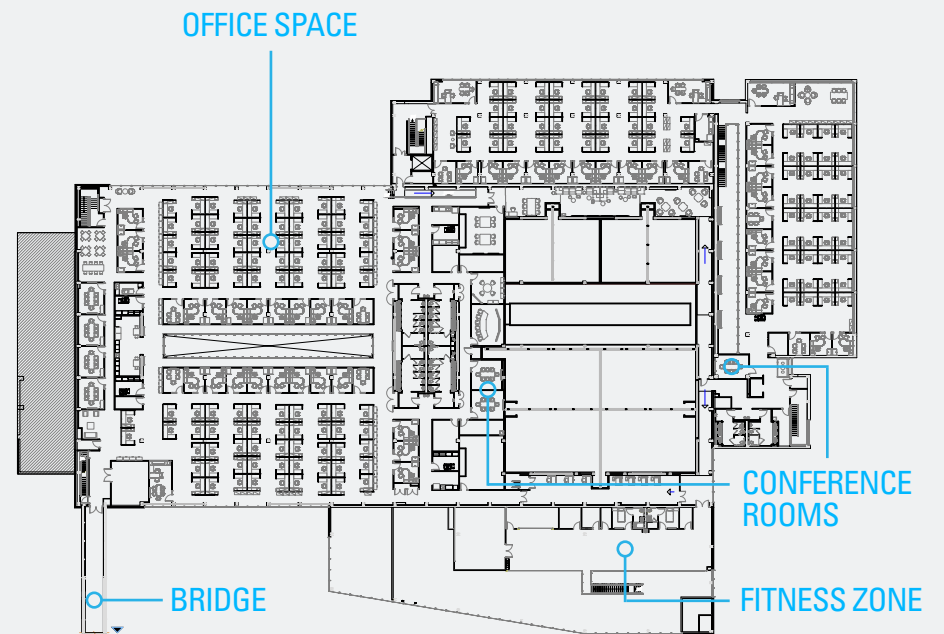 OFFICE SPACE
CONFERENCE
ROOMS
BRIDGE
FITNESS ZONE